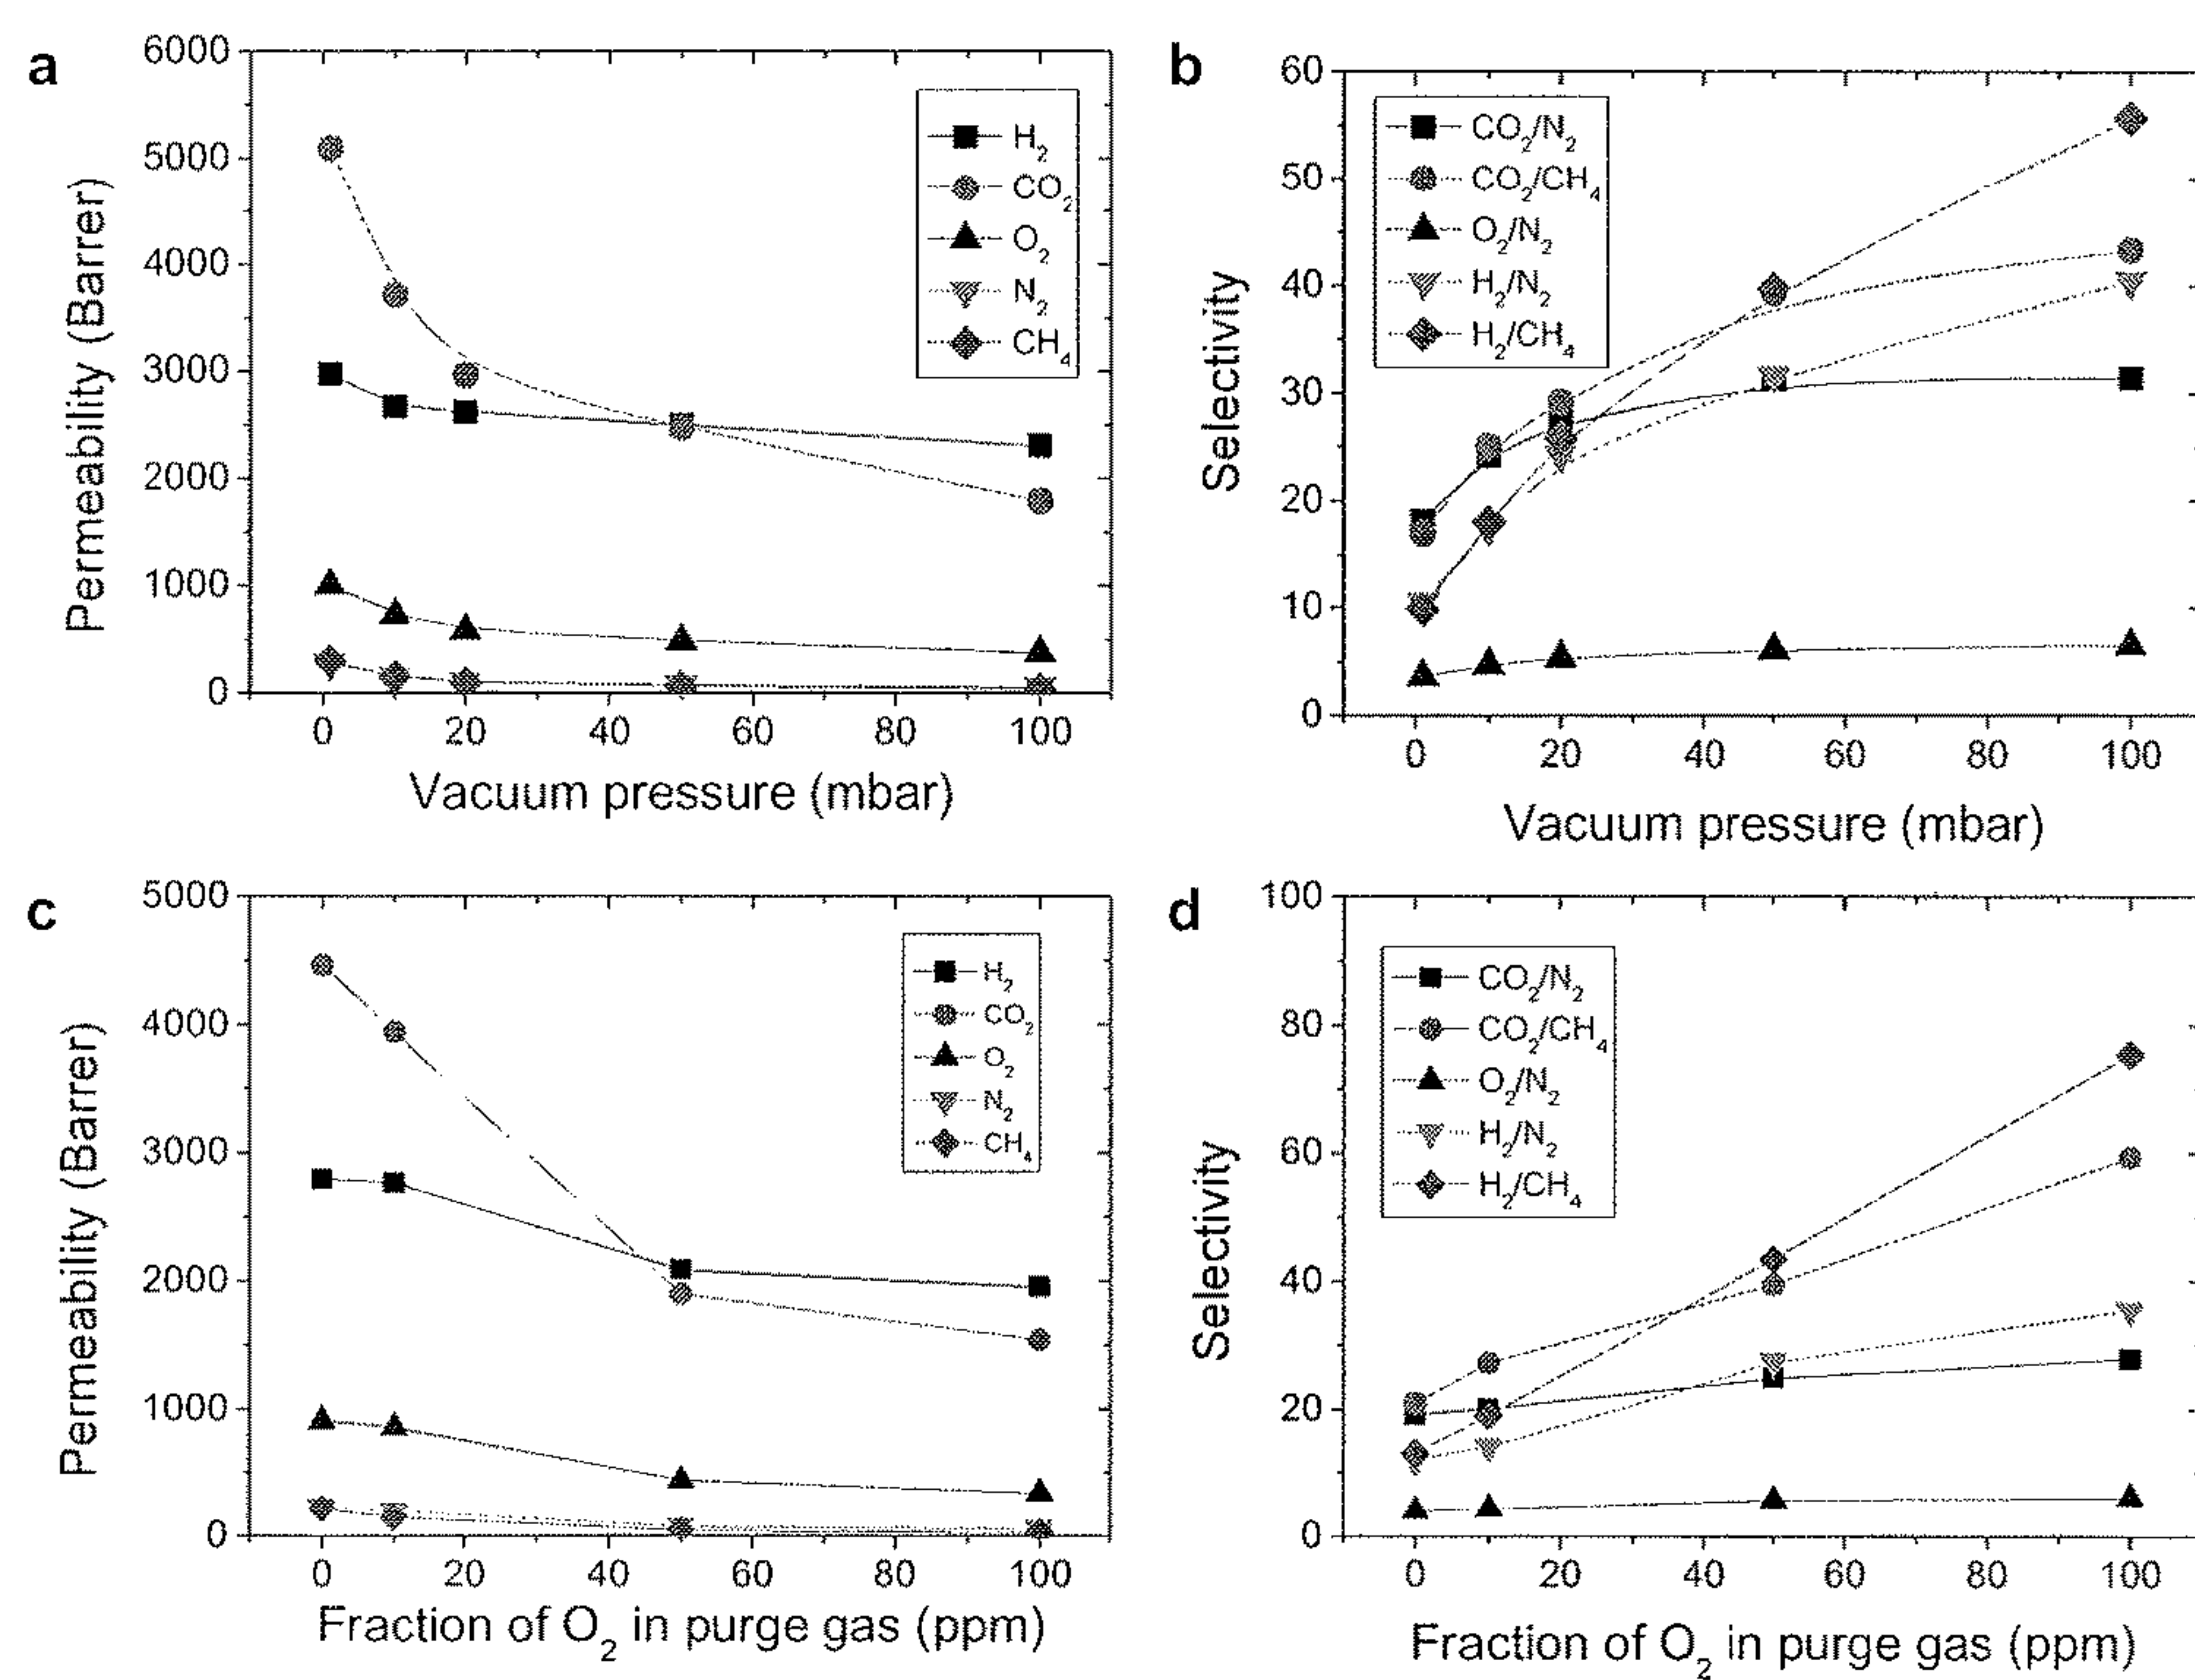 a
6000
5000
4000
3000
2000
1000
0
Permeability (Barrer)
H2
CO2
O2
N2
CH4
0 20 40 60 80 100
Vacuum pressure (mbar)
b
60
50
40
30
20
10
0
Selectivity
CO2/N2
CO2/CH4
O2/N2
H2/N2
H2/CH4
0 20 40 60 80 100
Vacuum pressure (mbar)
c
5000
4000
3000
2000
1000
0
Permeability (Barrer)
H2
CO2
O2
N2
CH4
0 20 40 60 80 100
Fraction of O2 in purge gas (ppm)
d
100
80
60
40
20
0
Selectivity
CO2/N2
CO2/CH4
O2/N2
H2/N2
H2/CH4
0 20 40 60 80 100
Fraction of O2 in purge gas (ppm)